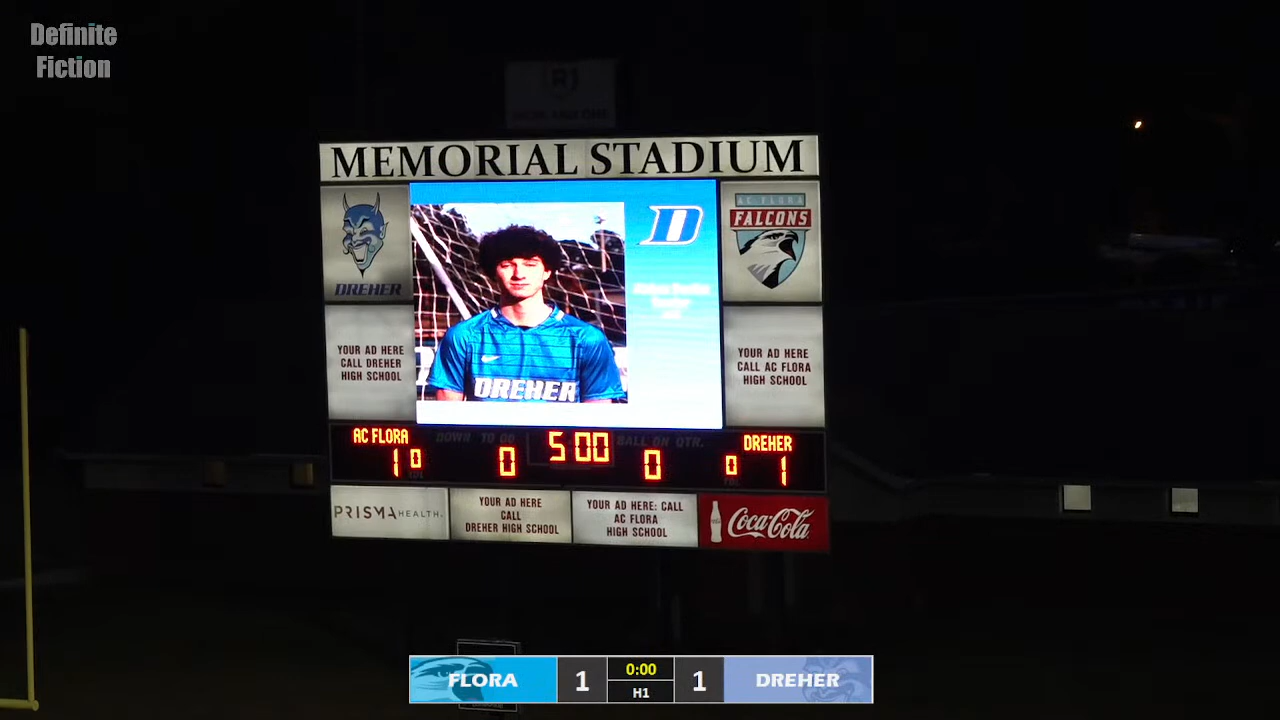 Definite
Fiction
MEMORIAL STADIUM
DREHER
D
AC FLORA
FALCONS
YOUR AD HERE
CALL DREHER
HIGH SCHOOL
DREHER
YOUR AD HERE
CALL AC FLORA
HIGH SCHOOL
AC FLORA
DOWN TO GO
5:00
BALL ON QTR.
DREHER
1 0 0 0 0 1
PRISMA HEALTH.
YOUR AD HERE
CALL
DREHER HIGH SCHOOL
YOUR AD HERE: CALL
AC FLORA
HIGH SCHOOL
Coca-Cola
FLORA 1 0:00 H1 1 DREHER